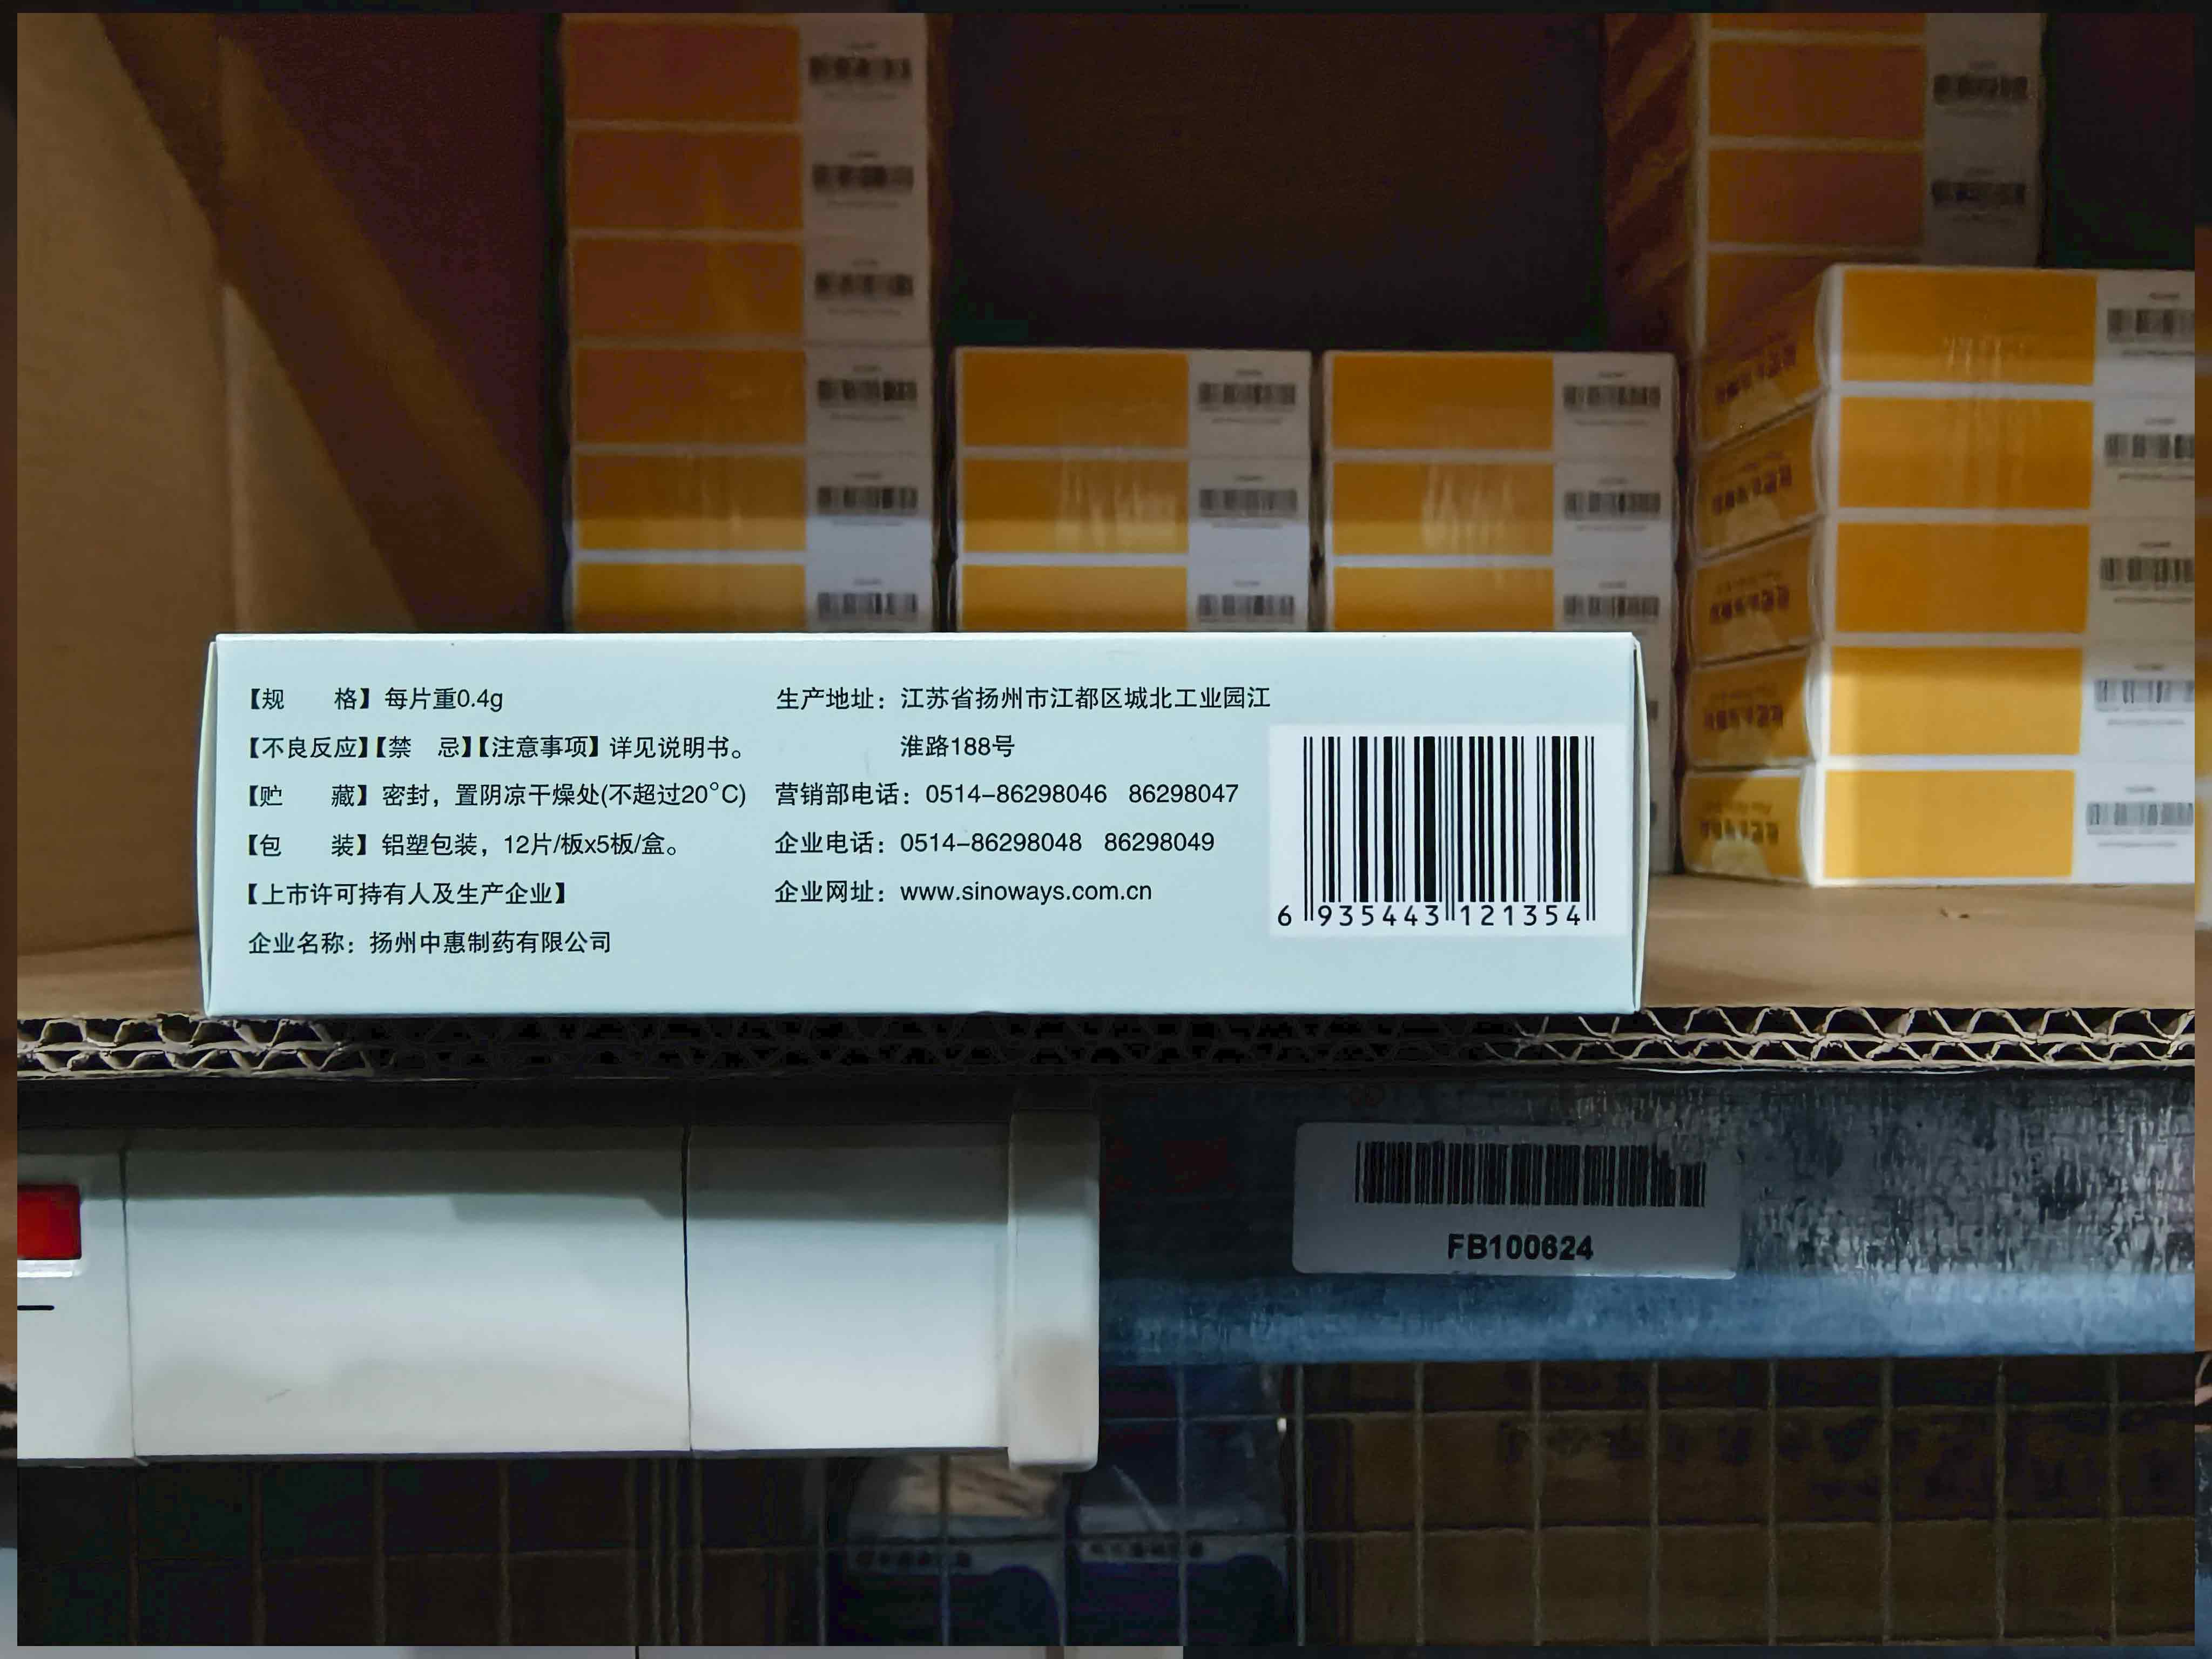 【规　　格】每片重0.4g
【不良反应】【禁　忌】【注意事项】详见说明书。
【贮　　藏】密封，置阴凉干燥处(不超过20°C)
【包　　装】铝塑包装，12片/板x5板/盒。
【上市许可持有人及生产企业】
企业名称：扬州中惠制药有限公司
生产地址：江苏省扬州市江都区城北工业园江
淮路188号
营销部电话：0514–86298046 86298047
企业电话：0514–86298048 86298049
企业网址：www.sinoways.com.cn
6 935443 121354
FB100624